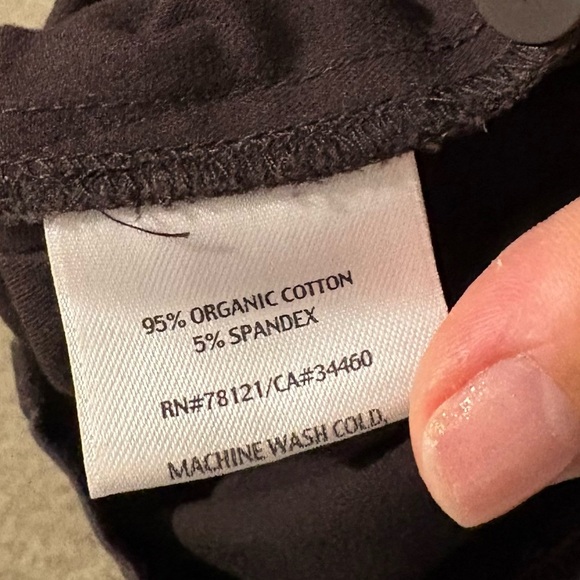 95% ORGANIC COTTON
5% SPANDEX
RN#78121/CA#34460
MACHINE WASH COLD,